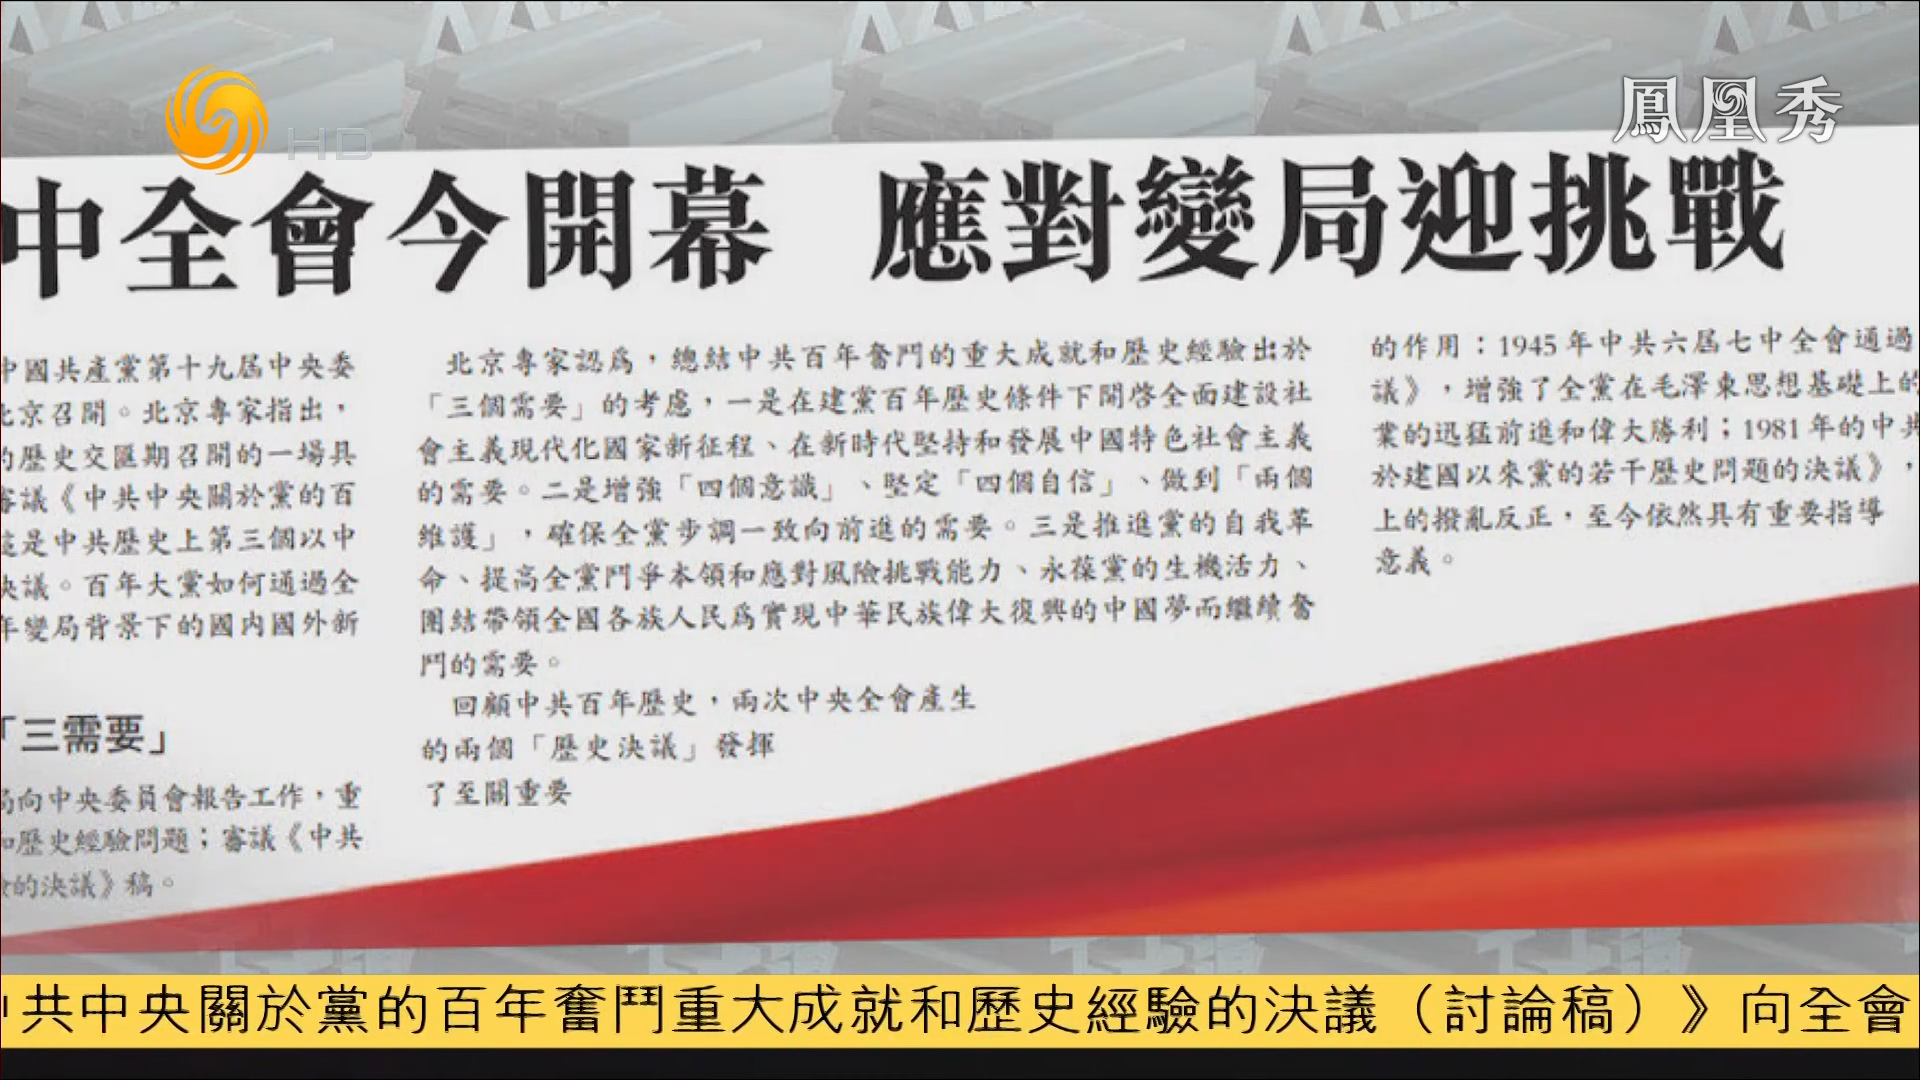 HD
鳳凰秀
中全會今開幕 應對變局迎挑戰
中國共產黨第十九屆中央委
北京召開。北京專家指出，
的歷史交匯期召開的一場具
審議《中共中央關於黨的百
這是中共歷史上第三個以中
決議。百年大黨如何通過全
年變局背景下的國內國外新
「三需要」
局向中央委員會報告工作，重
和歷史經驗問題；審議《中共
驗的決議》稿。
北京專家認爲，總結中共百年奮鬥的重大成就和歷史經驗出於
「三個需要」的考慮，一是在建黨百年歷史條件下開啓全面建設社
會主義現代化國家新征程、在新時代堅持和發展中國特色社會主義
的需要。二是增強「四個意識」、堅定「四個自信」、做到「兩個
維護」，確保全黨步調一致向前進的需要。三是推進黨的自我革
命、提高全黨鬥爭本領和應對風險挑戰能力、永葆黨的生機活力、
團結帶領全國各族人民爲實現中華民族偉大復興的中國夢而繼續奮
鬥的需要。
回顧中共百年歷史，兩次中央全會產生
的兩個「歷史決議」發揮
了至關重要
的作用：1945年中共六屆七中全會通過
議》，增強了全黨在毛澤東思想基礎上的
業的迅猛前進和偉大勝利；1981年的中共
於建國以來黨的若干歷史問題的決議》，
上的撥亂反正，至今依然具有重要指導
意義。
中共中央關於黨的百年奮鬥重大成就和歷史經驗的決議（討論稿）》向全會